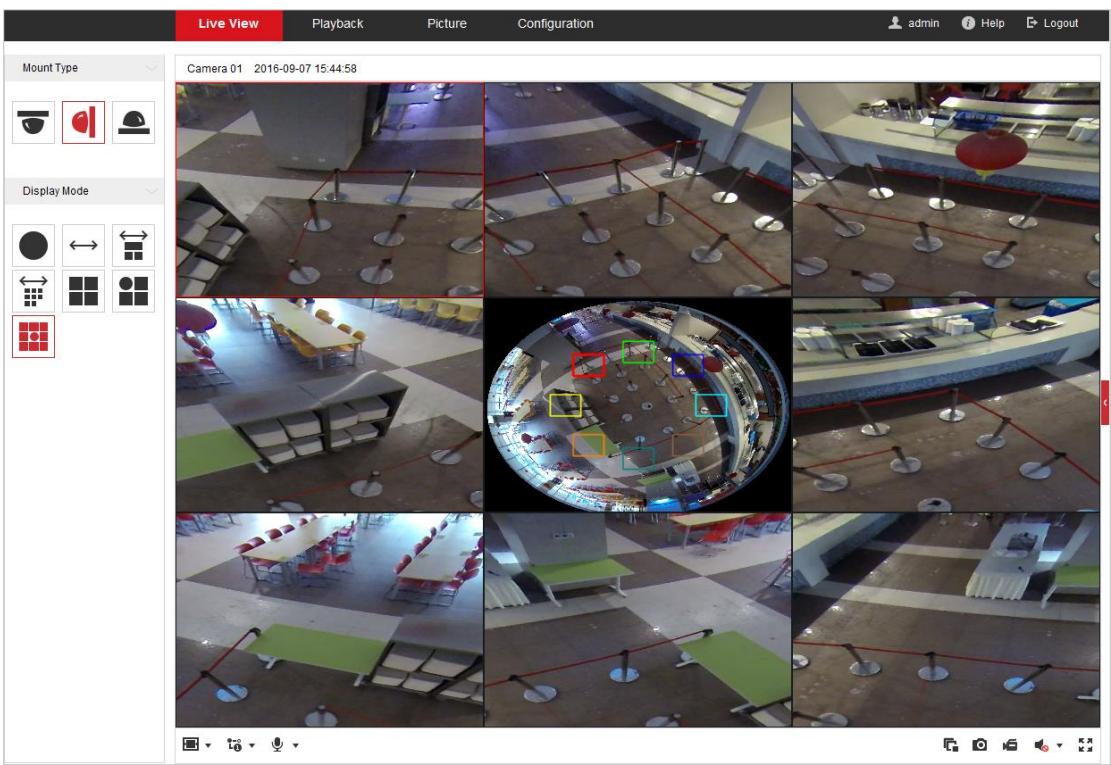 Live View Playback Picture Configuration admin Help Logout
Mount Type
Camera 01 2016-09-07 15:44:58
Display Mode